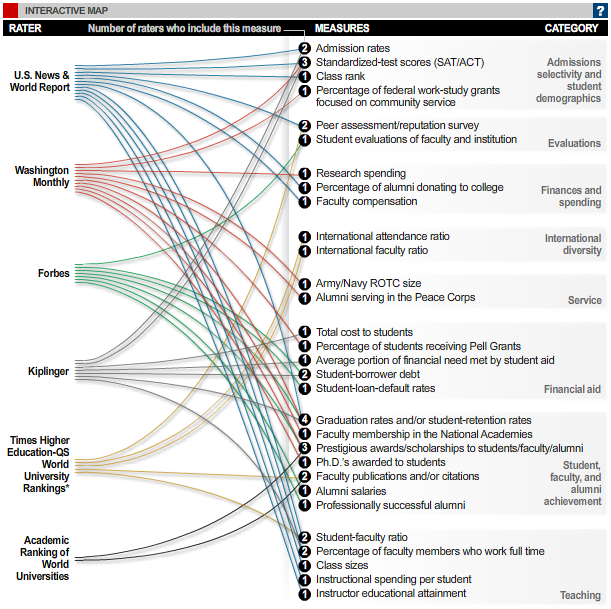 INTERACTIVE MAP
?
RATER
Number of raters who include this measure
MEASURES
CATEGORY
U.S. News &
World Report
Washington
Monthly
Forbes
Kiplinger
Times Higher
Education-QS
World
University
Rankings*
Academic
Ranking of
World
Universities
2 Admission rates
3 Standardized-test scores (SAT/ACT)
1 Class rank
1 Percentage of federal work-study grants
focused on community service
Admissions
selectivity and
student
demographics
2 Peer assessment/reputation survey
1 Student evaluations of faculty and institution
Evaluations
1 Research spending
1 Percentage of alumni donating to college
1 Faculty compensation
Finances and
spending
1 International attendance ratio
1 International faculty ratio
International
diversity
1 Army/Navy ROTC size
1 Alumni serving in the Peace Corps
Service
1 Total cost to students
1 Percentage of students receiving Pell Grants
1 Average portion of financial need met by student aid
2 Student-borrower debt
1 Student-loan-default rates
Financial aid
4 Graduation rates and/or student-retention rates
1 Faculty membership in the National Academies
3 Prestigious awards/scholarships to students/faculty/alumni
1 Ph.D.'s awarded to students
2 Faculty publications and/or citations
1 Alumni salaries
1 Professionally successful alumni
Student,
faculty, and
alumni
achievement
2 Student-faculty ratio
2 Percentage of faculty members who work full time
1 Class sizes
1 Instructional spending per student
1 Instructor educational attainment
Teaching